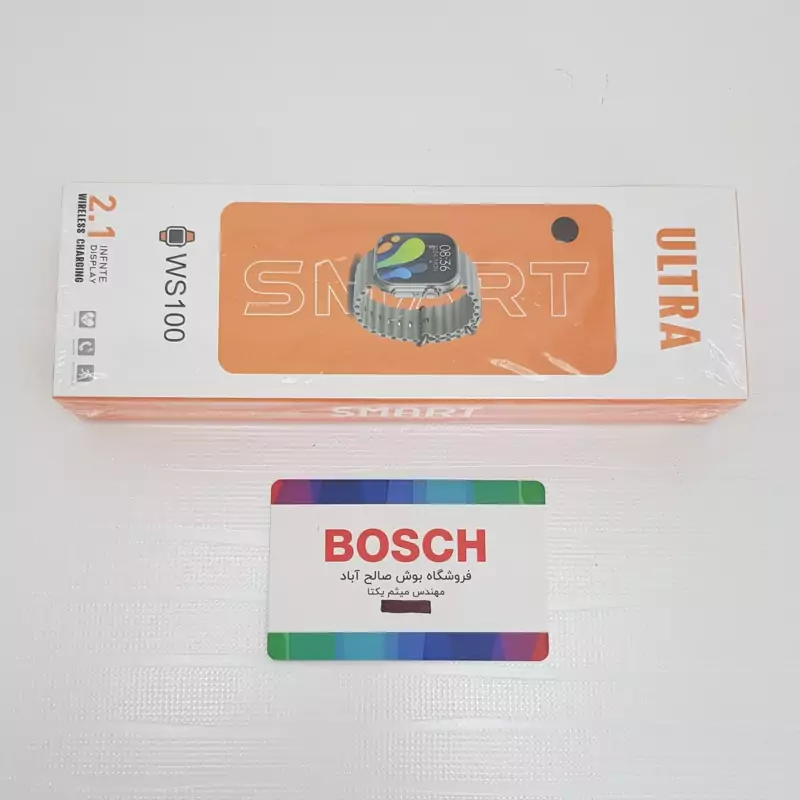 ULTRA
SMART
08:36
WS100
2.1
INFNTE
DISPLAY
WIRELESS CHARGING
SMART
BOSCH
فروشگاه بوش صالح آباد
مهندس میثم یکتا